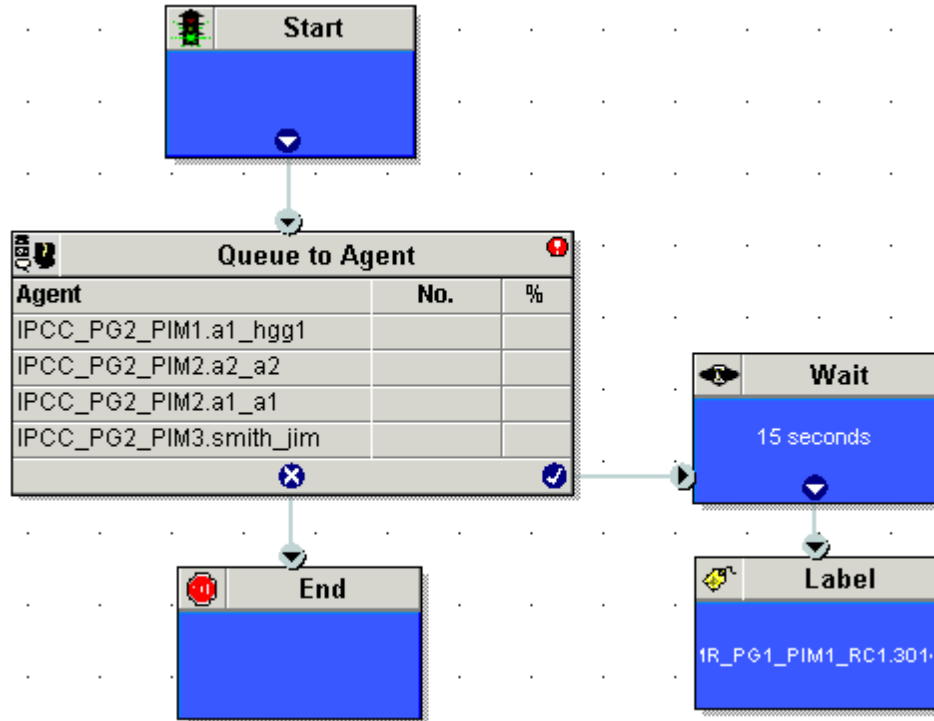 Start
Queue to Agent
Agent No. %
IPCC_PG2_PIM1.a1_hgg1
IPCC_PG2_PIM2.a2_a2
IPCC_PG2_PIM2.a1_a1
IPCC_PG2_PIM3.smith_jim
Wait
15 seconds
End
Label
1R_PG1_PIM1_RC1.301